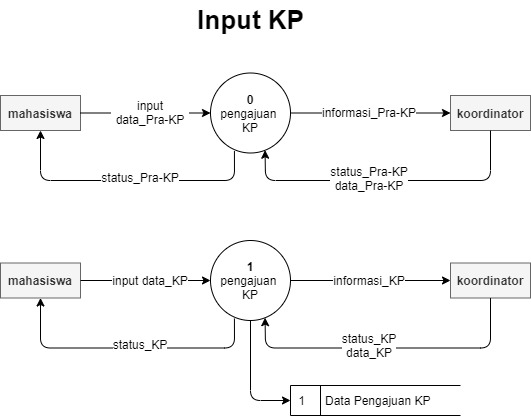 Input KP
mahasiswa
input
data_Pra-KP
0
pengajuan
KP
informasi_Pra-KP
koordinator
status_Pra-KP
status_Pra-KP
data_Pra-KP
mahasiswa
input data_KP
1
pengajuan
KP
informasi_KP
koordinator
status_KP
status_KP
data_KP
1 Data Pengajuan KP